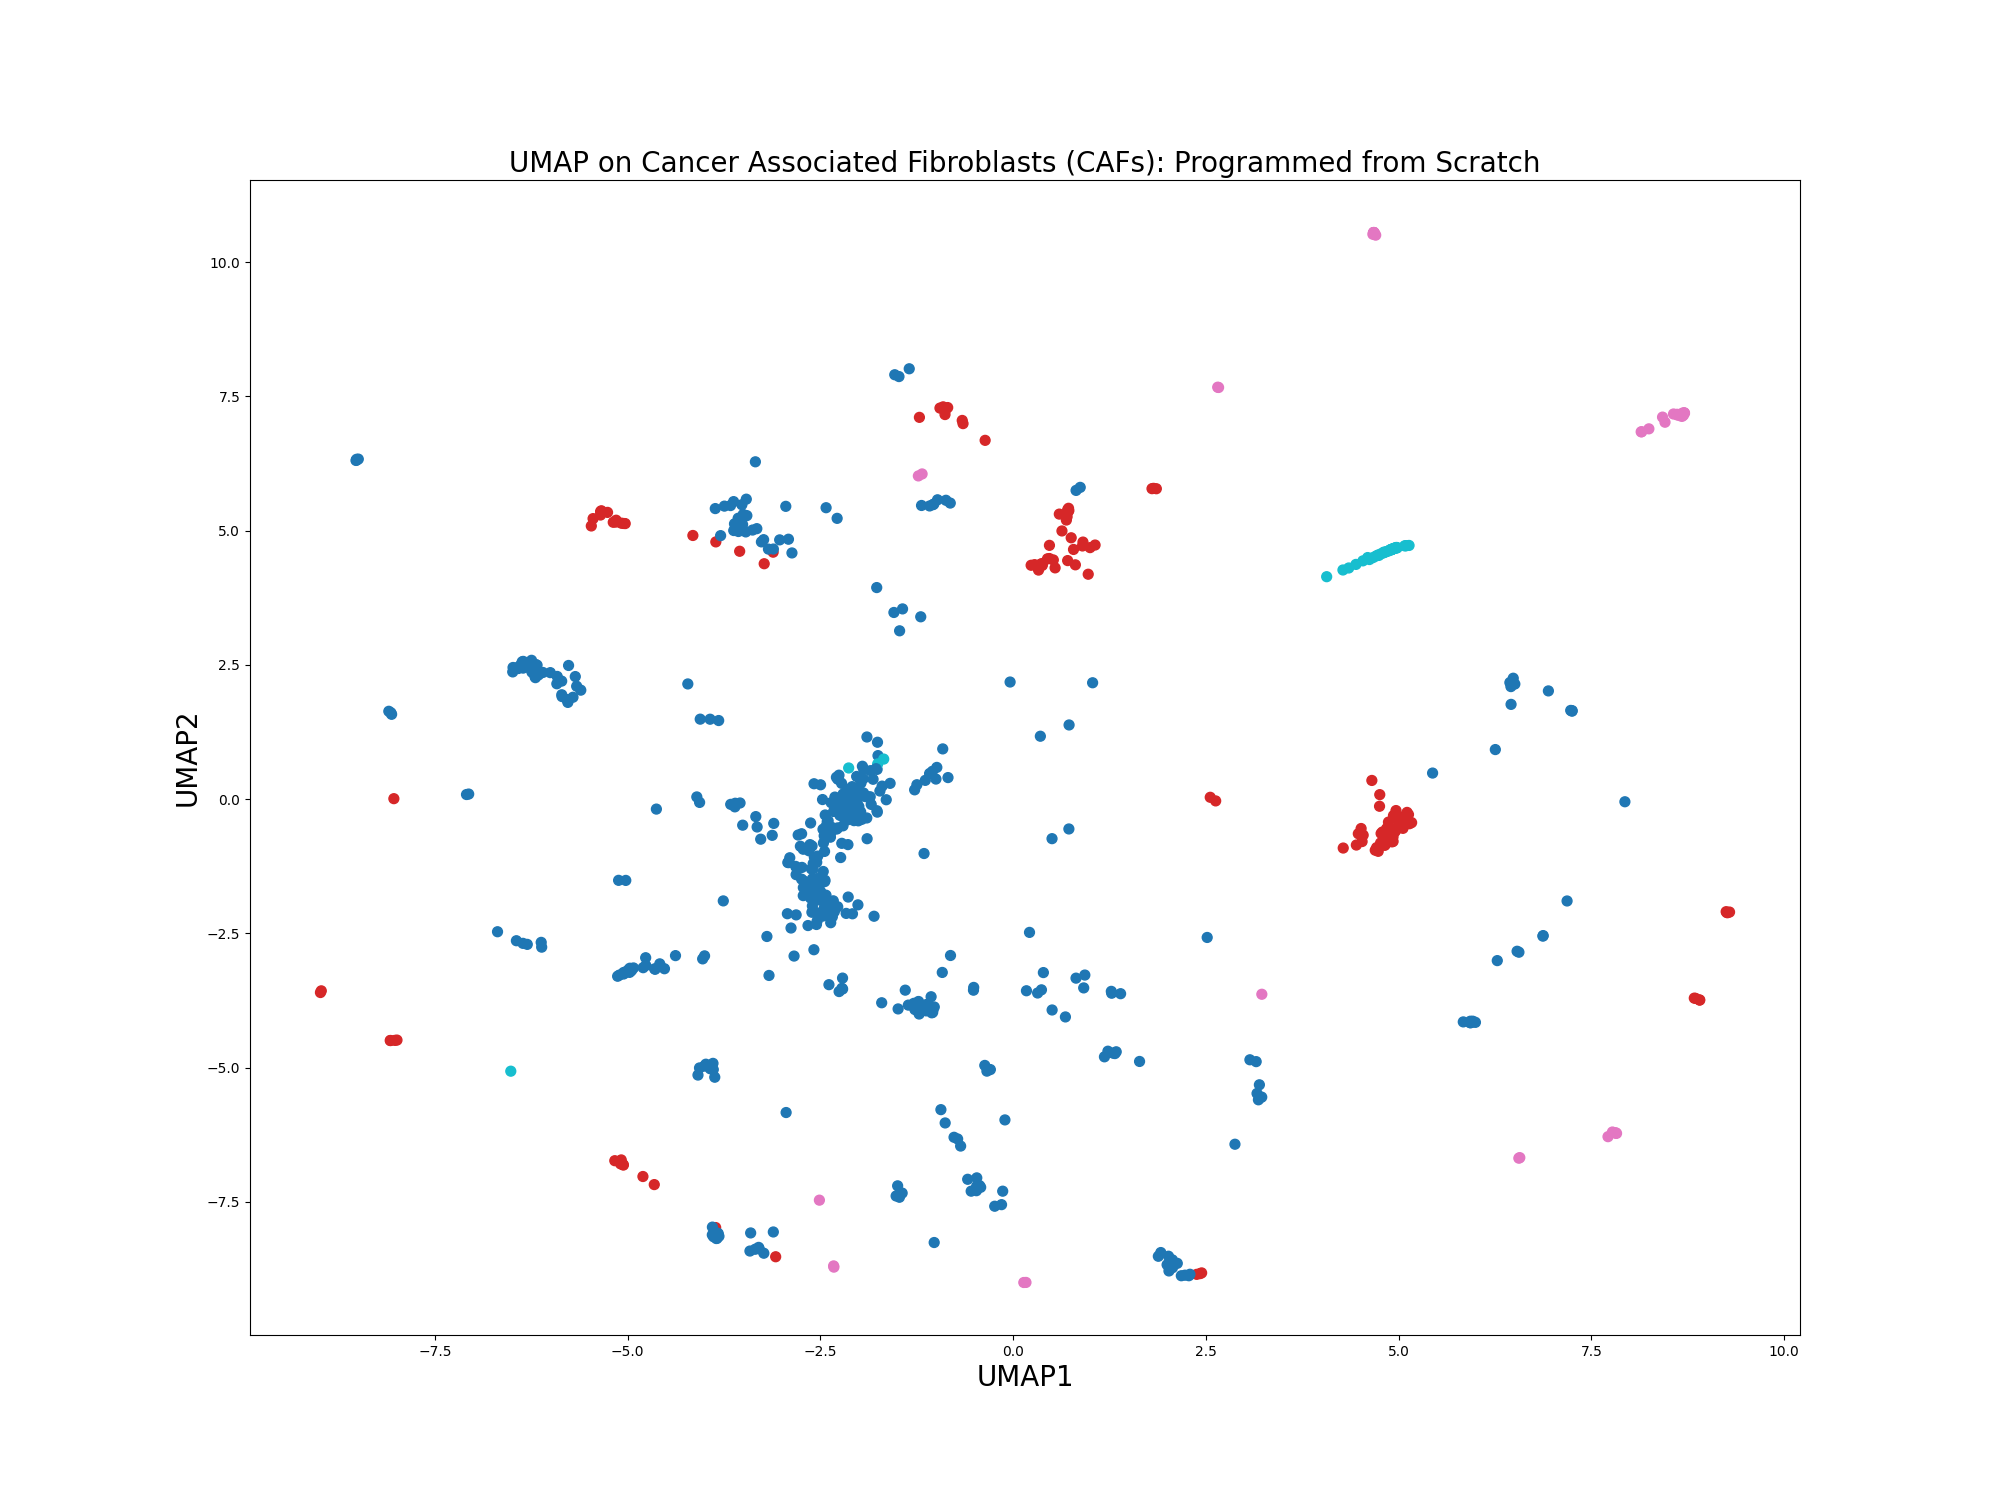 UMAP on Cancer Associated Fibroblasts (CAFs): Programmed from Scratch
10.0
7.5
5.0
2.5
0.0
−2.5
−5.0
−7.5
UMAP2
−7.5 −5.0 −2.5 0.0 2.5 5.0 7.5 10.0
UMAP1